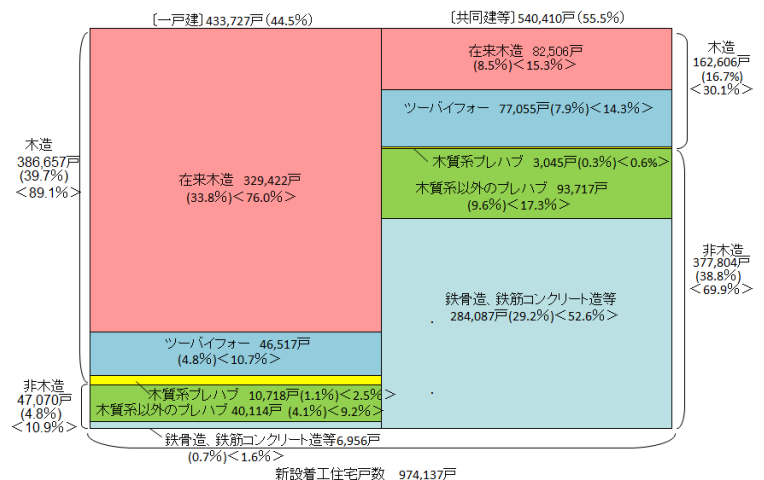 〔一戸建〕433,727戸(44.5%)
〔共同建等〕540,410戸(55.5%)
木造
386,657戸
(39.7%)
＜89.1%＞
在来木造　329,422戸
(33.8%)＜76.0%＞
ツーバイフォー　46,517戸
(4.8%)＜10.7%＞
木質系プレハブ　10,718戸(1.1%)＜2.5%＞
木質系以外のプレハブ 40,114戸 (4.1%)＜9.2%＞
鉄骨造、鉄筋コンクリート造等6,956戸
(0.7%)＜1.6%＞
非木造
47,070戸
(4.8%)
＜10.9%＞
在来木造　82,506戸
(8.5%)＜15.3%＞
ツーバイフォー　77,055戸(7.9%)＜14.3%＞
木質系プレハブ　3,045戸(0.3%)＜0.6%＞
木質系以外のプレハブ　93,717戸
(9.6%)＜17.3%＞
鉄骨造、鉄筋コンクリート造等
284,087戸(29.2%)＜52.6%＞
木造
162,606戸
(16.7%)
＜30.1%＞
非木造
377,804戸
(38.8%)
＜69.9%＞
新設着工住宅戸数　974,137戸